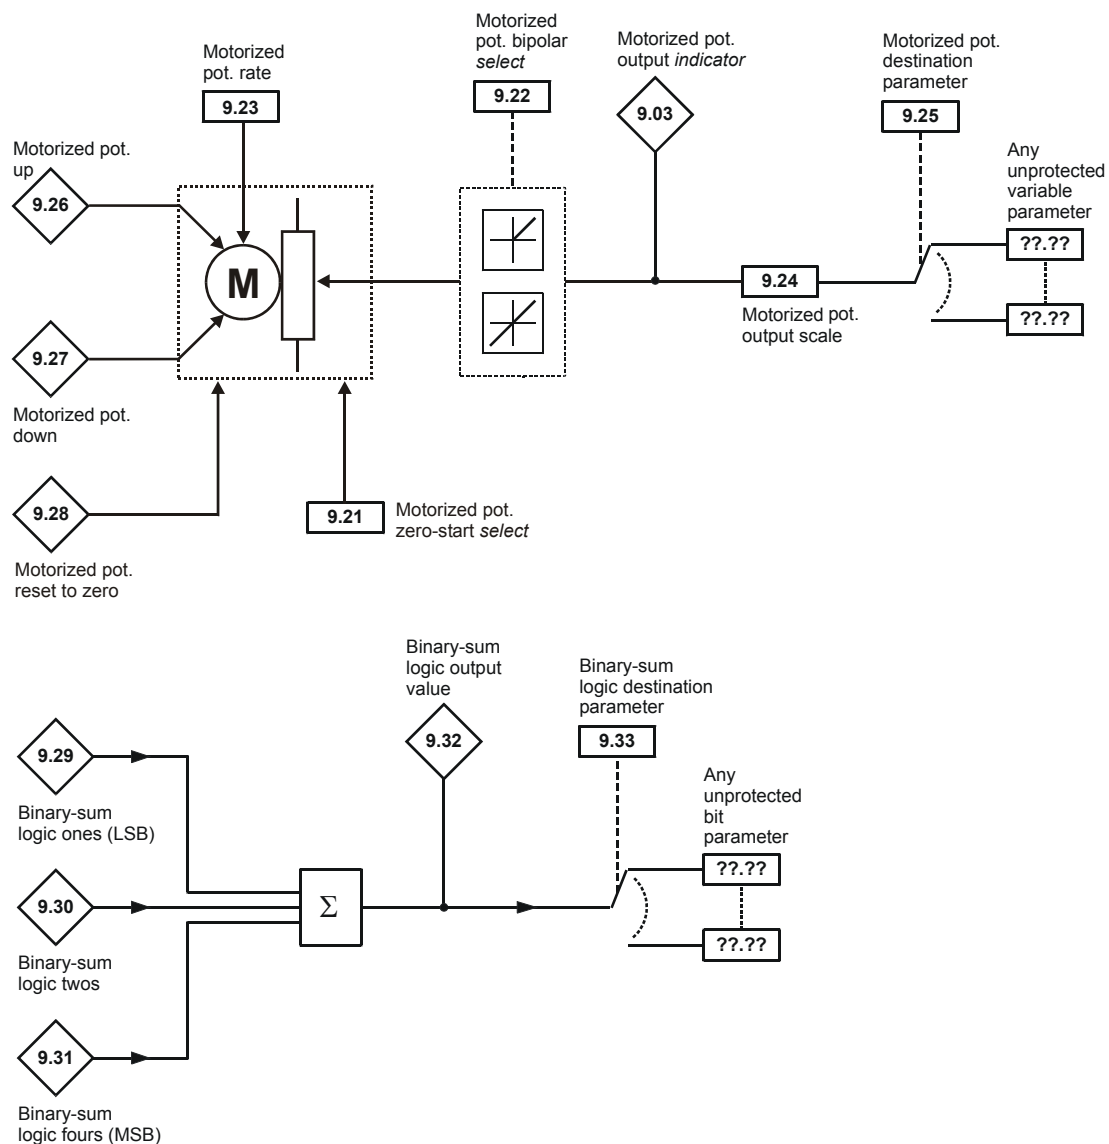 Motorized
pot. rate
9.23
Motorized
pot. bipolar
select
9.22
Motorized pot.
output indicator
9.03
Motorized pot.
destination
parameter
9.25
Motorized pot.
up
9.26
Any
unprotected
variable
parameter
??.??
??.??
M
9.24
Motorized pot.
output scale
9.27
Motorized pot.
down
9.28
Motorized pot.
reset to zero
9.21
Motorized pot.
zero-start select
Binary-sum
logic output
value
9.32
Binary-sum
logic destination
parameter
9.33
9.29
Binary-sum
logic ones (LSB)
Any
unprotected
bit
parameter
??.??
??.??
9.30
Binary-sum
logic twos
Σ
9.31
Binary-sum
logic fours (MSB)